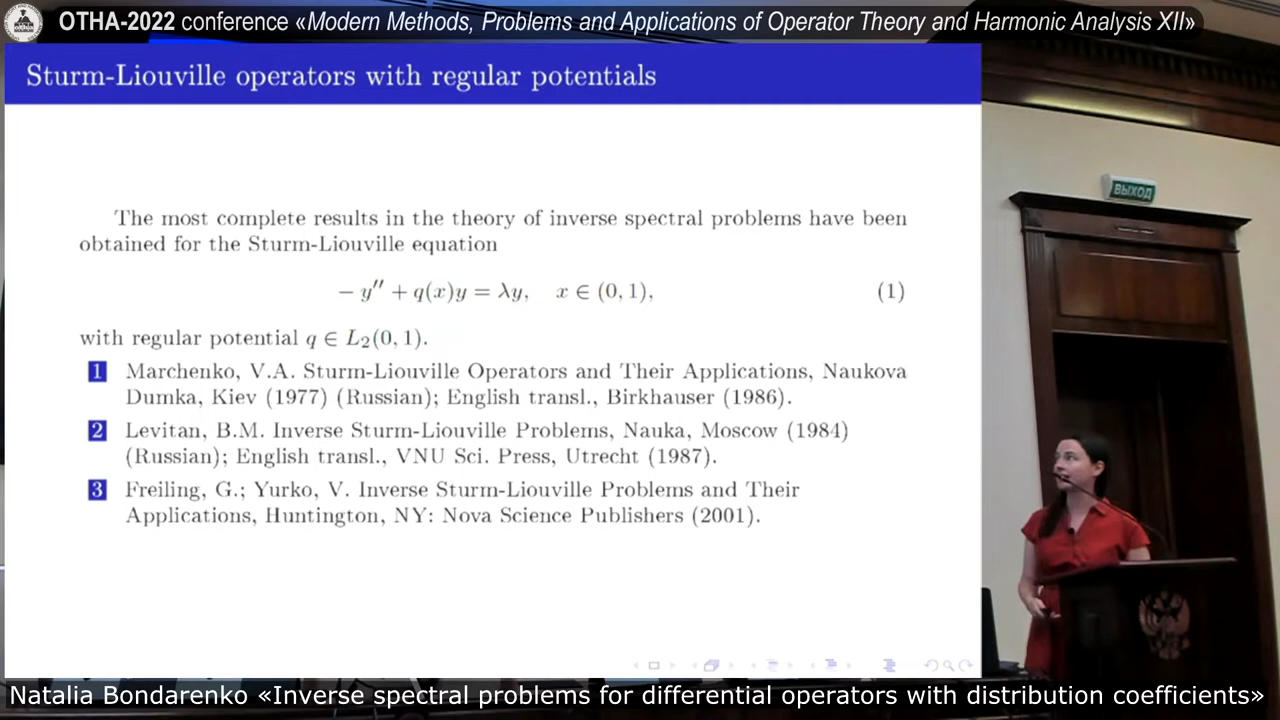 OTHA-2022 conference «Modern Methods, Problems and Applications of Operator Theory and Harmonic Analysis XII»
Sturm-Liouville operators with regular potentials
ВЫХОД
The most complete results in the theory of inverse spectral problems have been
obtained for the Sturm-Liouville equation
− y″ + q(x)y = λy, x ∈ (0, 1), (1)
with regular potential q ∈ L₂(0, 1).
1 Marchenko, V.A. Sturm-Liouville Operators and Their Applications, Naukova
Dumka, Kiev (1977) (Russian); English transl., Birkhauser (1986).
2 Levitan, B.M. Inverse Sturm-Liouville Problems, Nauka, Moscow (1984)
(Russian); English transl., VNU Sci. Press, Utrecht (1987).
3 Freiling, G.; Yurko, V. Inverse Sturm-Liouville Problems and Their
Applications, Huntington, NY: Nova Science Publishers (2001).
Natalia Bondarenko «Inverse spectral problems for differential operators with distribution coefficients»